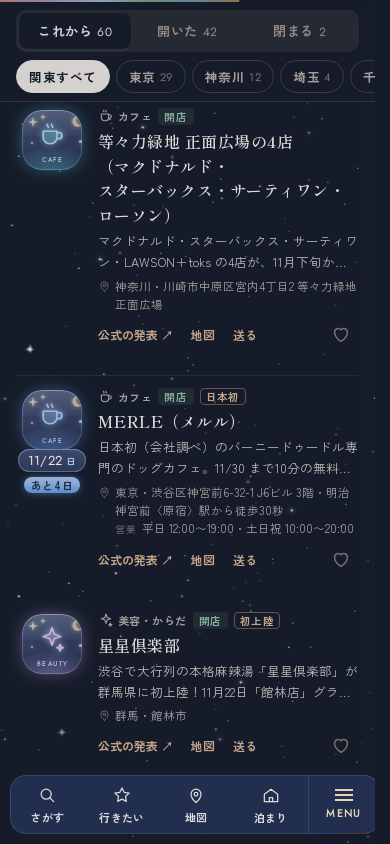 これから 60 開いた 42 閉まる 2
関東すべて 東京 29 神奈川 12 埼玉 4 千
カフェ 開店
CAFE
等々力緑地 正面広場の4店
（マクドナルド・
スターバックス・サーティワン・
ローソン）
マクドナルド・スターバックス・サーティワ
ン・LAWSON＋toks の4店が、11月下旬か…
神奈川・川崎市中原区宮内4丁目2 等々力緑地
正面広場
公式の発表 ↗ 地図 送る
カフェ 開店 日本初
CAFE
MERLE（メルル）
11/22 日
あと4日
日本初（会社調べ）のバーニードゥードル専
門のドッグカフェ。11/30 まで10分の無料…
東京・渋谷区神宮前6-32-1 J6ビル 3階・明治
神宮前〈原宿〉駅から徒歩30秒
営業 平日 12:00〜19:00・土日祝 10:00〜20:00
公式の発表 ↗ 地図 送る
美容・からだ 開店 初上陸
BEAUTY
星星倶楽部
渋谷で大行列の本格麻辣湯「星星倶楽部」が
群馬県に初上陸！11月22日「館林店」グラ…
群馬・館林市
公式の発表 ↗ 地図 送る
さがす 行きたい 地図 泊まり MENU